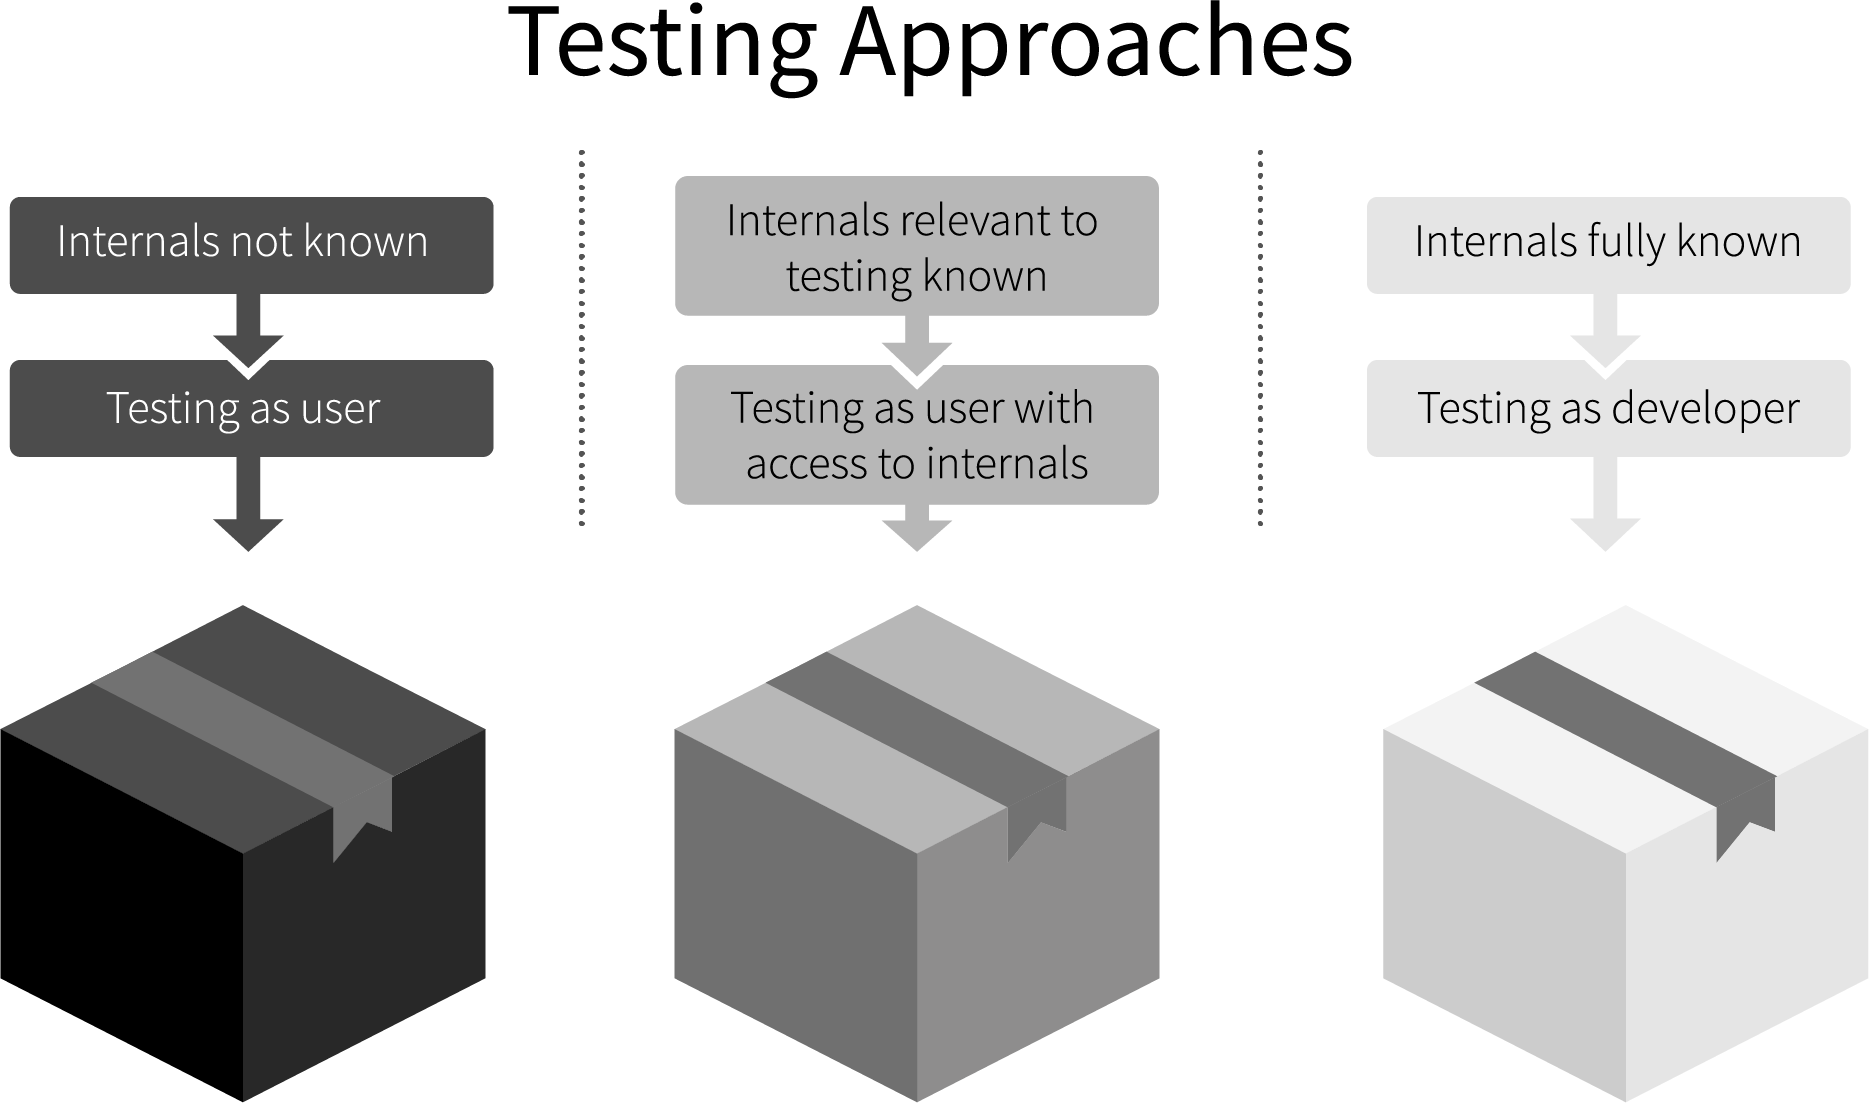 Testing Approaches
Internals not known
Testing as user
Internals relevant to
testing known
Testing as user with
access to internals
Internals fully known
Testing as developer